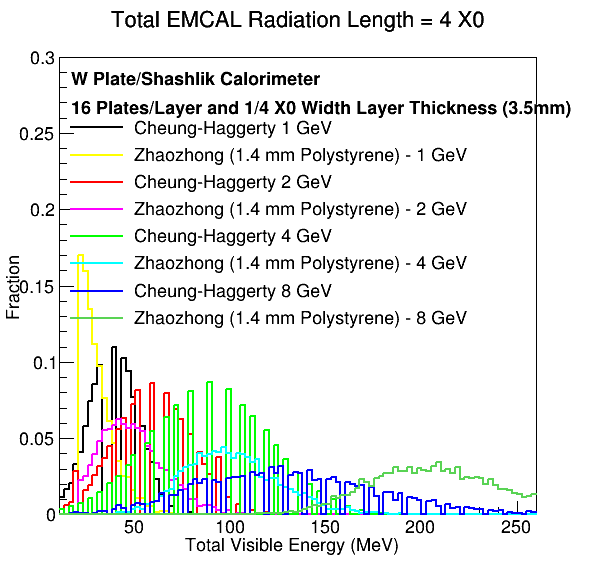 Total EMCAL Radiation Length = 4 X0
0.3
W Plate/Shashlik Calorimeter
16 Plates/Layer and 1/4 X0 Width Layer Thickness (3.5mm)
0.25
Cheung-Haggerty 1 GeV
Zhaozhong (1.4 mm Polystyrene) - 1 GeV
Cheung-Haggerty 2 GeV
0.2
Zhaozhong (1.4 mm Polystyrene) - 2 GeV
Cheung-Haggerty 4 GeV
Zhaozhong (1.4 mm Polystyrene) - 4 GeV
Fraction
0.15
Cheung-Haggerty 8 GeV
Zhaozhong (1.4 mm Polystyrene) - 8 GeV
0.1
0.05
0
50 100 150 200 250
Total Visible Energy (MeV)